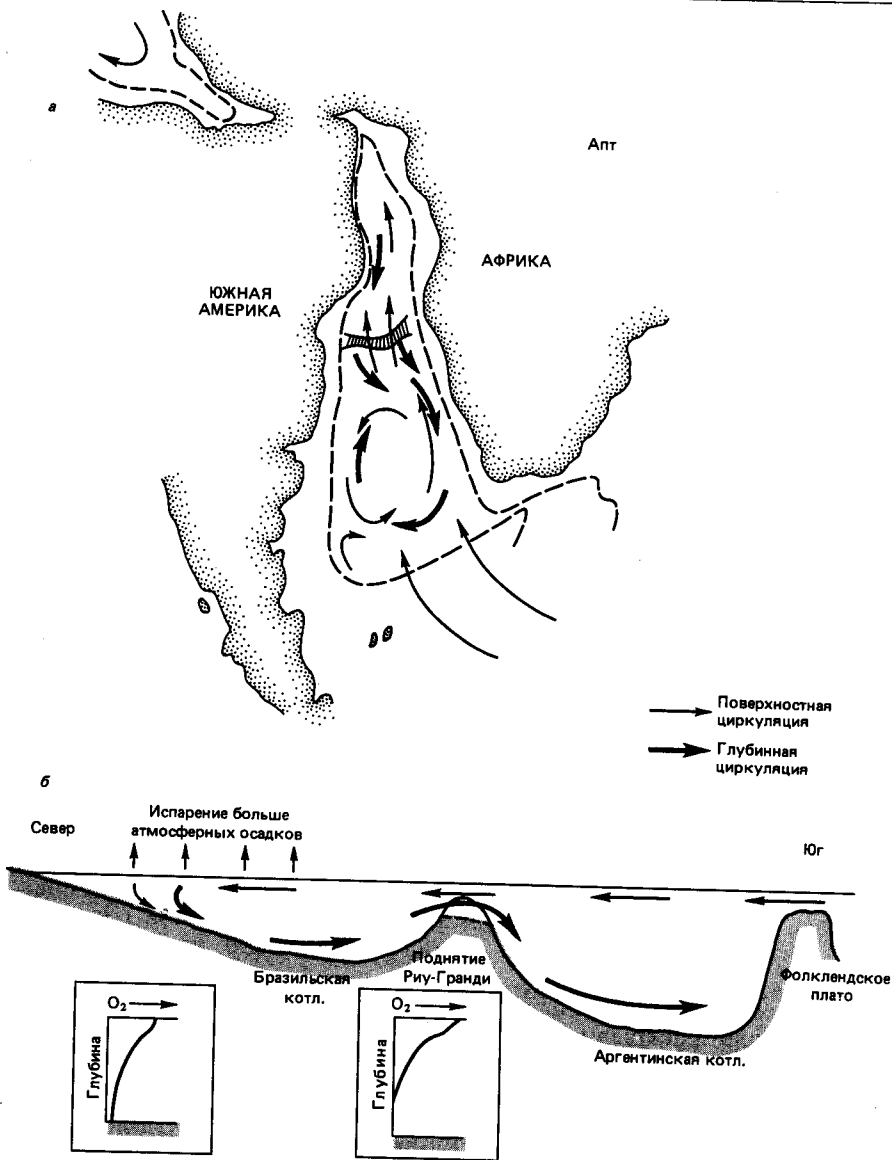 а
Апт
АФРИКА
ЮЖНАЯ
АМЕРИКА
Поверхностная
циркуляция
Глубинная
циркуляция
б
Север
Испарение больше
атмосферных осадков
Юг
Бразильская
котл.
Поднятие
Риу-Гранди
Фолклендское
плато
Аргентинская котл.
O₂
Глубина
O₂
Глубина